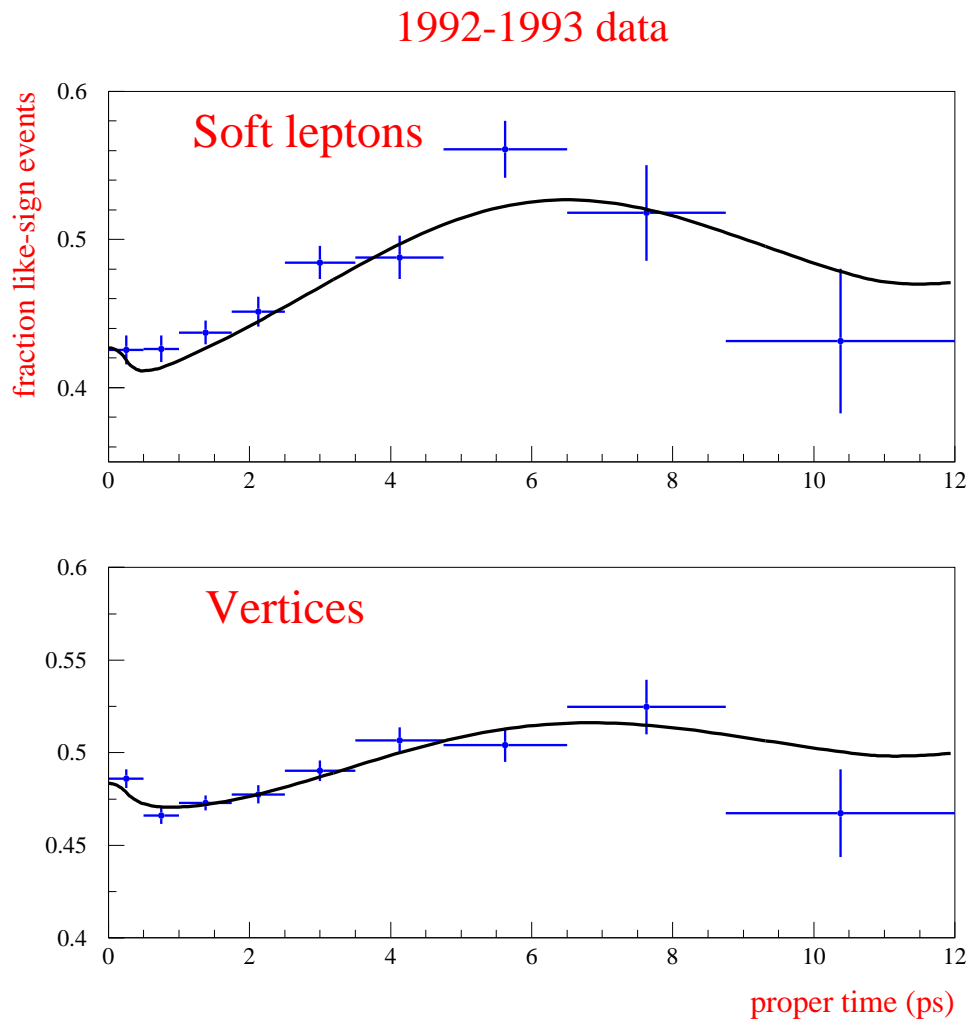 1992-1993 data
Soft leptons
fraction like-sign events
0.6
0.5
0.4
0 2 4 6 8 10 12
Vertices
0.6
0.55
0.5
0.45
0.4
0 2 4 6 8 10 12
proper time (ps)